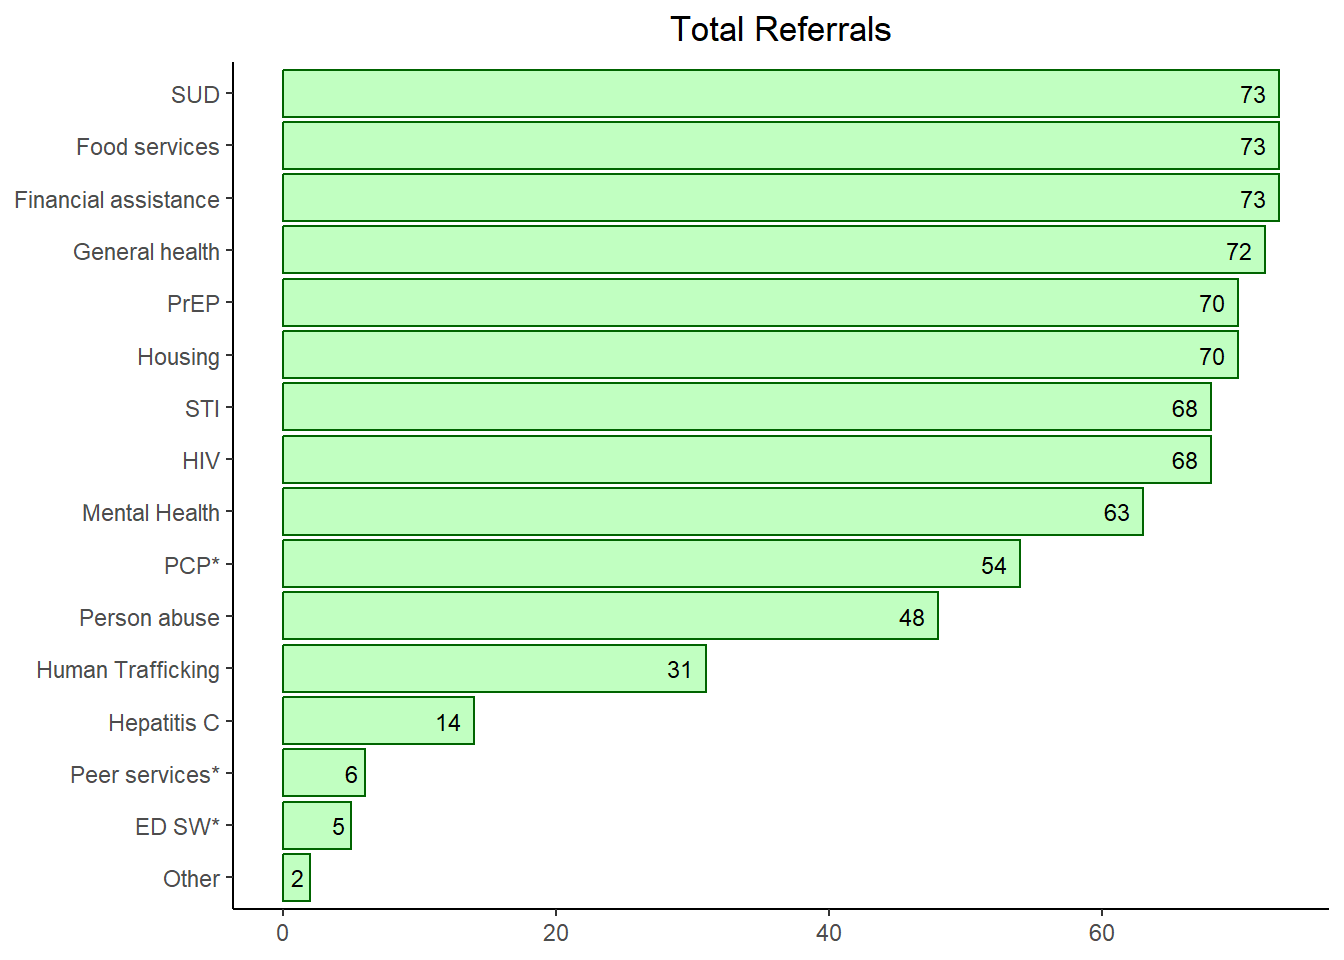 Total Referrals
SUD 73
Food services 73
Financial assistance 73
General health 72
PrEP 70
Housing 70
STI 68
HIV 68
Mental Health 63
PCP* 54
Person abuse 48
Human Trafficking 31
Hepatitis C 14
Peer services* 6
ED SW* 5
Other 2
0 20 40 60